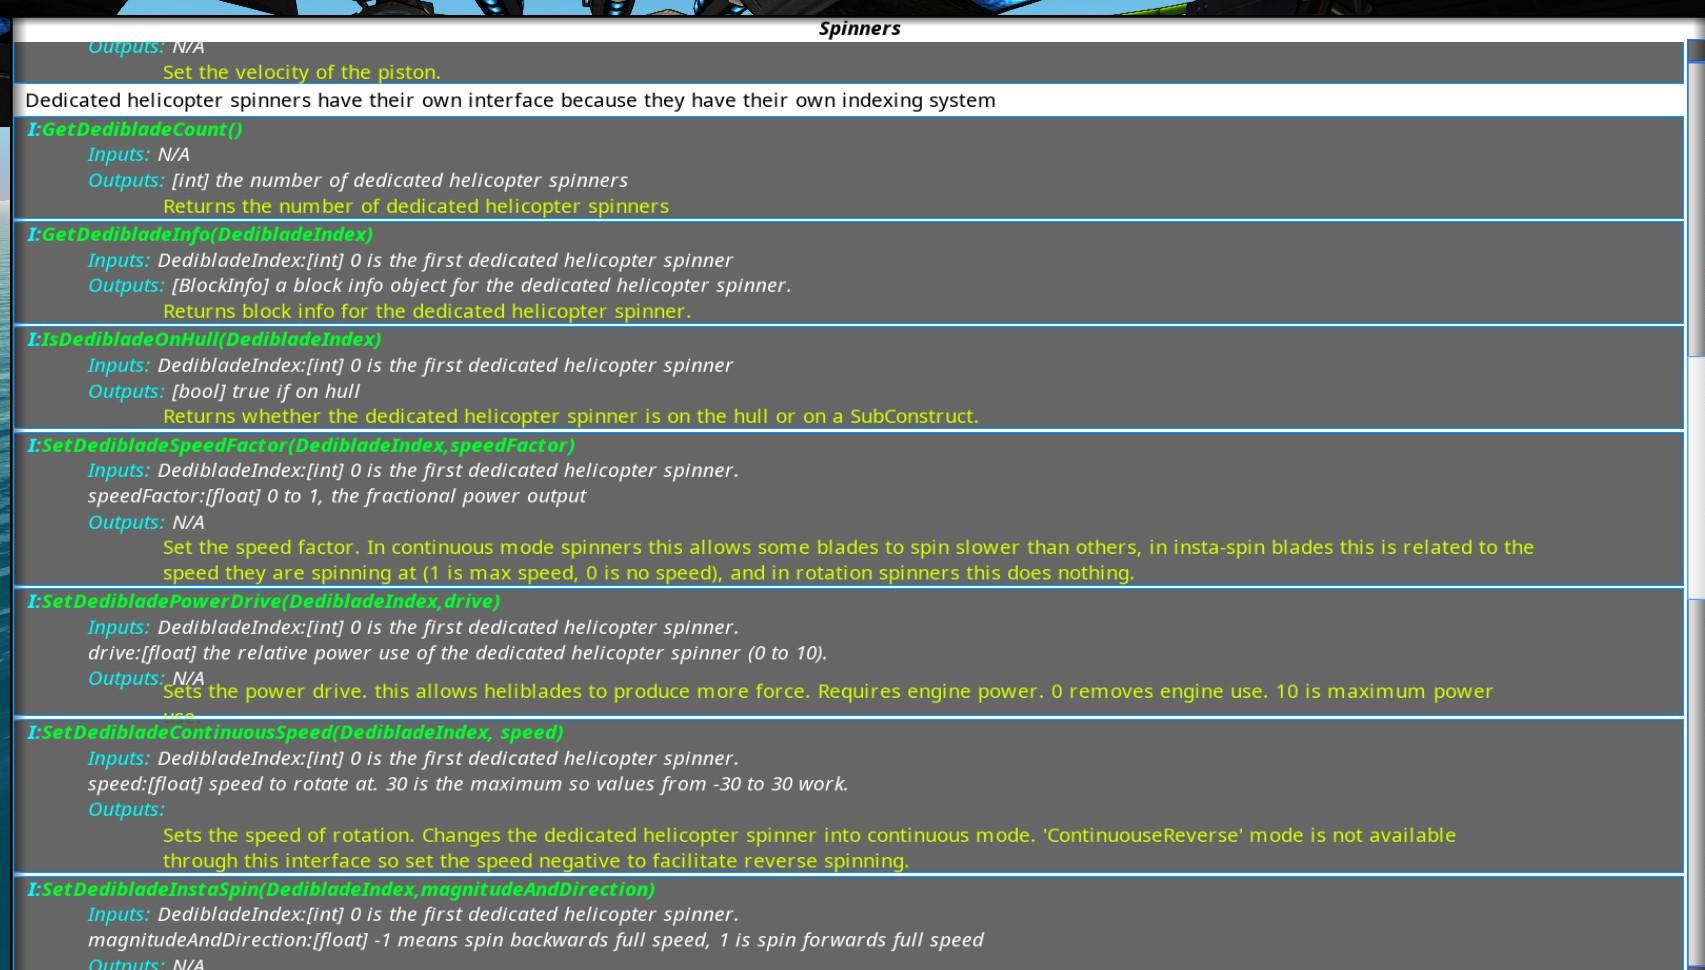 Spinners
Outputs: N/A
Set the velocity of the piston.
Dedicated helicopter spinners have their own interface because they have their own indexing system
I:GetDedibladeCount()
Inputs: N/A
Outputs: [int] the number of dedicated helicopter spinners
Returns the number of dedicated helicopter spinners
I:GetDedibladeInfo(DedibladeIndex)
Inputs: DedibladeIndex:[int] 0 is the first dedicated helicopter spinner
Outputs: [BlockInfo] a block info object for the dedicated helicopter spinner.
Returns block info for the dedicated helicopter spinner.
I:IsDedibladeOnHull(DedibladeIndex)
Inputs: DedibladeIndex:[int] 0 is the first dedicated helicopter spinner
Outputs: [bool] true if on hull
Returns whether the dedicated helicopter spinner is on the hull or on a SubConstruct.
I:SetDedibladeSpeedFactor(DedibladeIndex,speedFactor)
Inputs: DedibladeIndex:[int] 0 is the first dedicated helicopter spinner.
speedFactor:[float] 0 to 1, the fractional power output
Outputs: N/A
Set the speed factor. In continuous mode spinners this allows some blades to spin slower than others, in insta-spin blades this is related to the
speed they are spinning at (1 is max speed, 0 is no speed), and in rotation spinners this does nothing.
I:SetDedibladePowerDrive(DedibladeIndex,drive)
Inputs: DedibladeIndex:[int] 0 is the first dedicated helicopter spinner.
drive:[float] the relative power use of the dedicated helicopter spinner (0 to 10).
Outputs: N/A
Sets the power drive. this allows heliblades to produce more force. Requires engine power. 0 removes engine use. 10 is maximum power
use.
I:SetDedibladeContinuousSpeed(DedibladeIndex, speed)
Inputs: DedibladeIndex:[int] 0 is the first dedicated helicopter spinner.
speed:[float] speed to rotate at. 30 is the maximum so values from -30 to 30 work.
Outputs:
Sets the speed of rotation. Changes the dedicated helicopter spinner into continuous mode. 'ContinuouseReverse' mode is not available
through this interface so set the speed negative to facilitate reverse spinning.
I:SetDedibladeInstaSpin(DedibladeIndex,magnitudeAndDirection)
Inputs: DedibladeIndex:[int] 0 is the first dedicated helicopter spinner.
magnitudeAndDirection:[float] -1 means spin backwards full speed, 1 is spin forwards full speed
Outputs: N/A